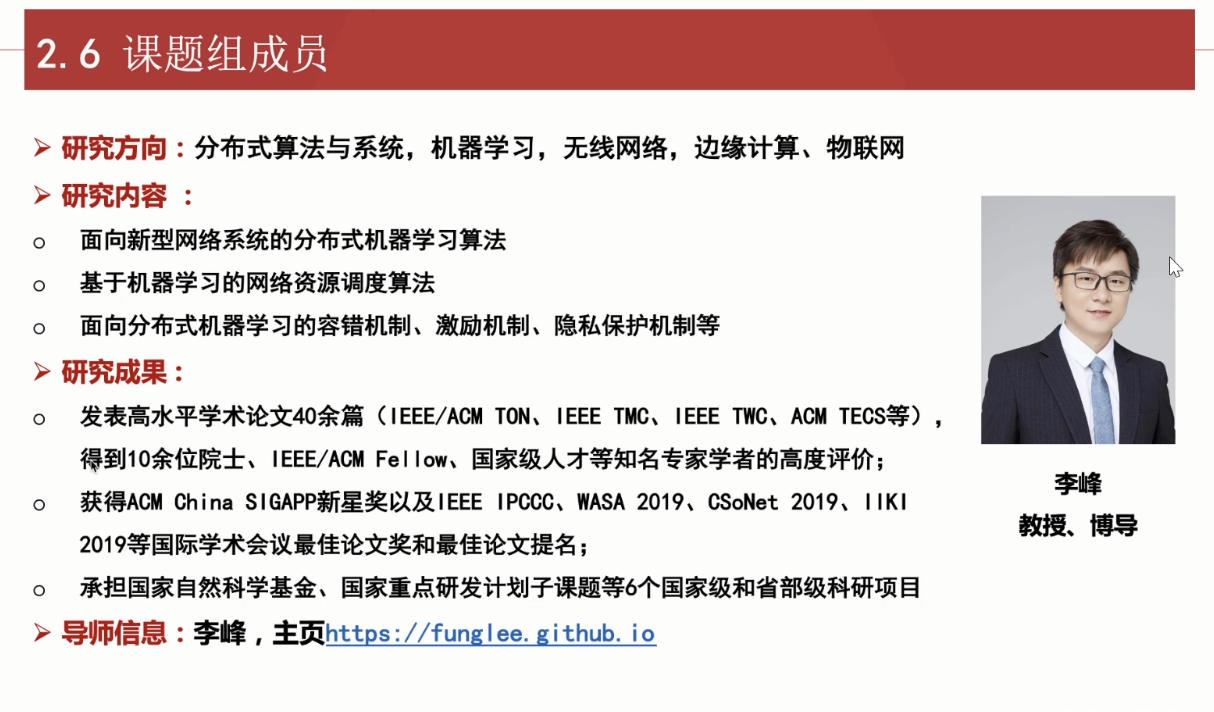 2.6 课题组成员
➢ 研究方向：分布式算法与系统，机器学习，无线网络，边缘计算、物联网
➢ 研究内容 ：
o 面向新型网络系统的分布式机器学习算法
o 基于机器学习的网络资源调度算法
o 面向分布式机器学习的容错机制、激励机制、隐私保护机制等
➢ 研究成果：
o 发表高水平学术论文40余篇（IEEE/ACM TON、IEEE TMC、IEEE TWC、ACM TECS等），
得到10余位院士、IEEE/ACM Fellow、国家级人才等知名专家学者的高度评价；
o 获得ACM China SIGAPP新星奖以及IEEE IPCCC、WASA 2019、CSoNet 2019、IIKI
2019等国际学术会议最佳论文奖和最佳论文提名；
o 承担国家自然科学基金、国家重点研发计划子课题等6个国家级和省部级科研项目
➢ 导师信息：李峰，主页https://funglee.github.io
李峰
教授、博导